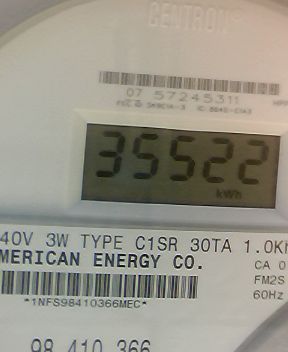 CENTRON®
07 57245311
35522
kWh
40V 3W TYPE C1SR 30TA 1.0K
MERICAN ENERGY CO.
CA 0
FM2S
60Hz
*1NFS98410366MEC*
98 410 366